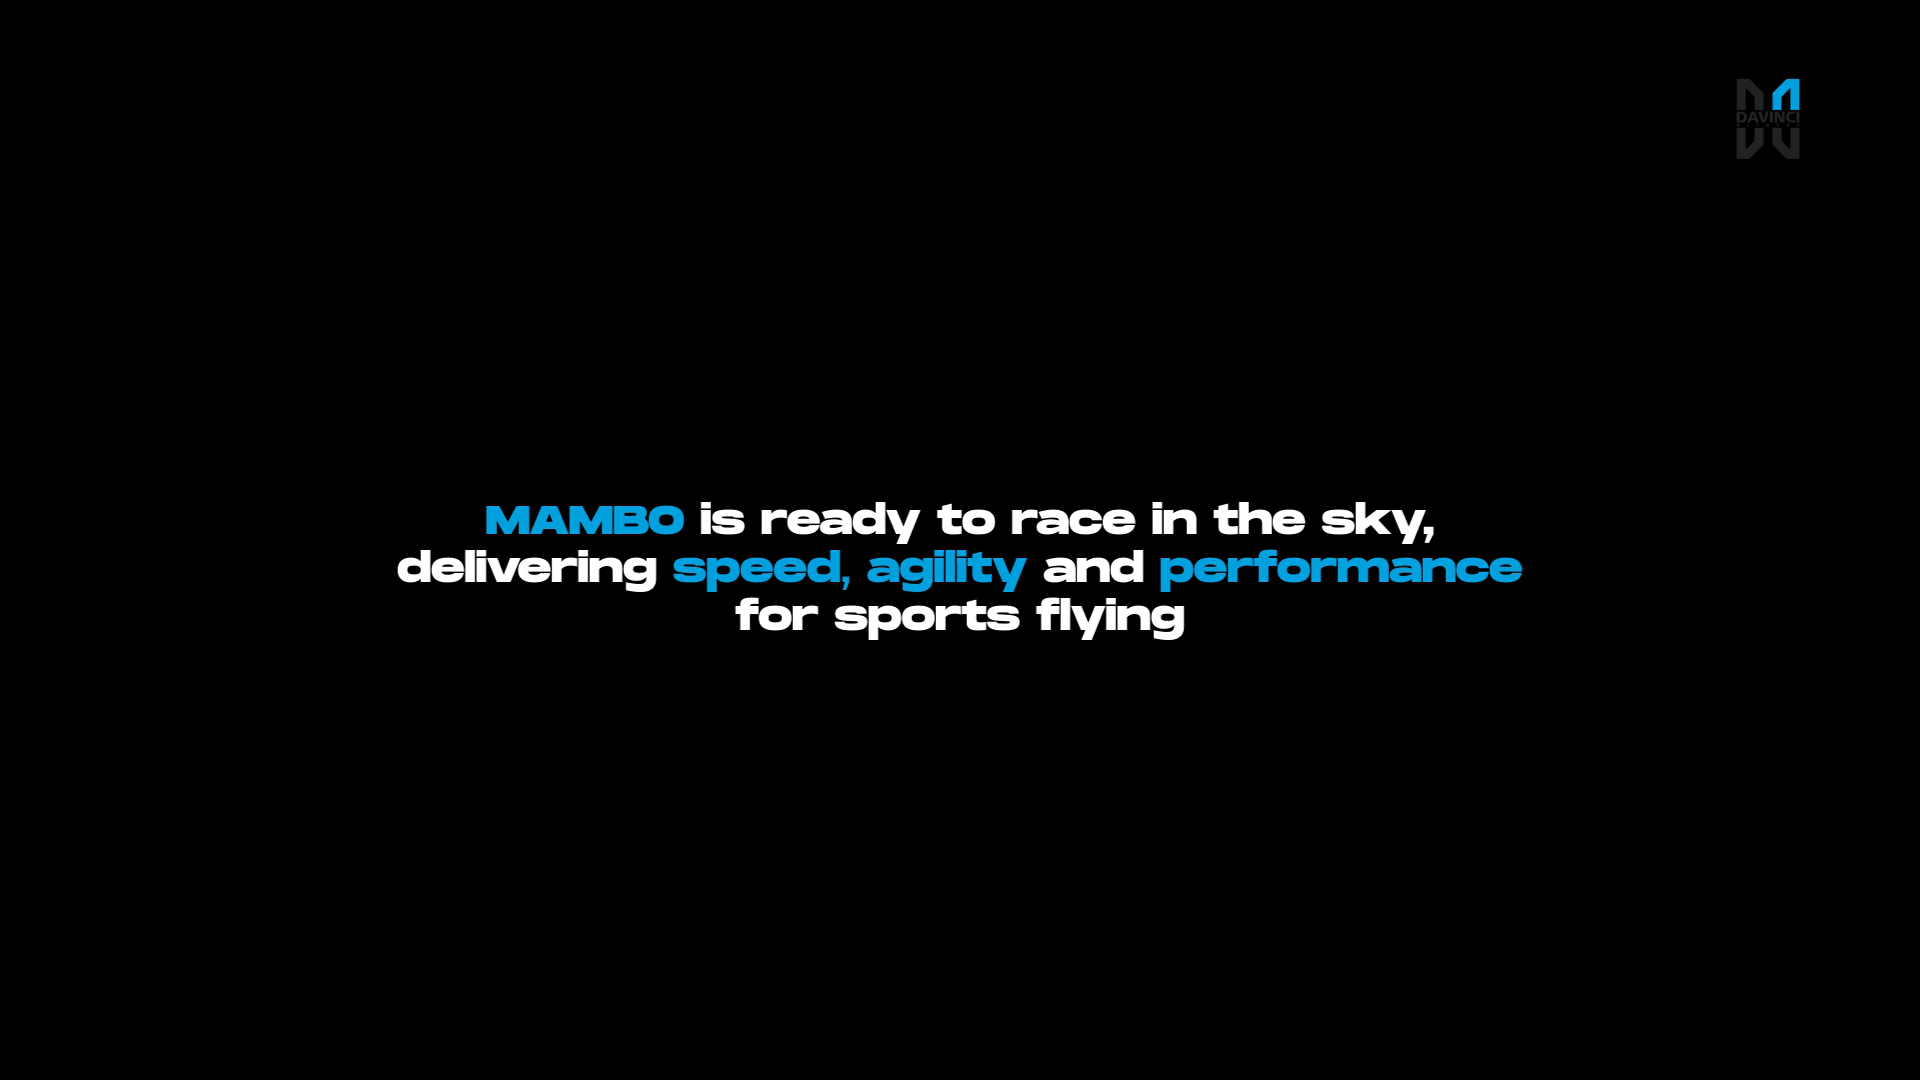 DAVINCI
MAMBO is ready to race in the sky,
delivering speed, agility and performance
for sports flying